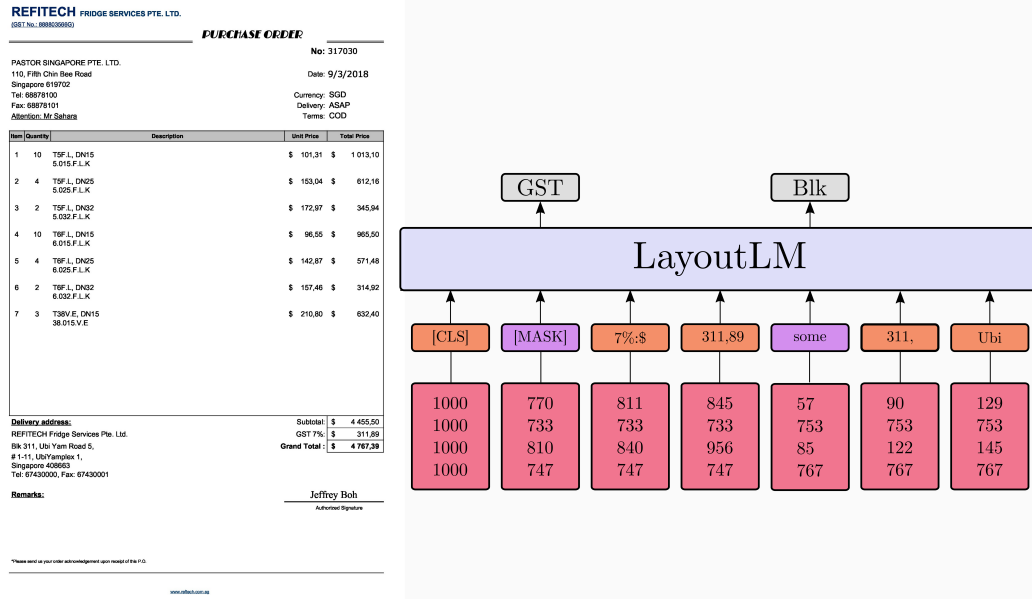 REFITECH FRIDGE SERVICES PTE. LTD.
(GST No.: 888803566G)
PURCHASE ORDER
No: 317030
PASTOR SINGAPORE PTE. LTD.
110, Fifth Chin Bee Road
Date: 9/3/2018
Singapore 619702
Tel: 68878100
Currency: SGD
Fax: 68878101
Delivery: ASAP
Attention: Mr Sahara
Terms: COD
Item Quantity Description Unit Price Total Price
1 10 T5F.L, DN15 $ 101,31 $ 1 013,10
5.015.F.L.K
2 4 T5F.L, DN25 $ 153,04 $ 612,16
5.025.F.L.K
3 2 T5F.L, DN32 $ 172,97 $ 345,94
5.032.F.L.K
4 10 T6F.L, DN15 $ 96,55 $ 965,50
6.015.F.L.K
5 4 T6F.L, DN25 $ 142,87 $ 571,48
6.025.F.L.K
6 2 T6F.L, DN32 $ 157,46 $ 314,92
6.032.F.L.K
7 3 T38V.E, DN15 $ 210,80 $ 632,40
38.015.V.E
Delivery address:
Subtotal: $ 4 455,50
REFITECH Fridge Services Pte. Ltd.
GST 7%: $ 311,89
Blk 311, Ubi Yam Road 5,
Grand Total : $ 4 767,39
# 1-11, UbiYamplex 1,
Singapore 408663
Tel: 67430000, Fax: 67430001
Remarks:
Jeffrey Boh
Authorized Signature
*Please send us your order acknowledgement upon receipt of this P.O.
www.refitech.com.sg
GST Blk
LayoutLM
[CLS] [MASK] 7%:$ 311,89 some 311, Ubi
1000 770 811 845 57 90 129
1000 733 733 733 753 753 753
1000 810 840 956 85 122 145
1000 747 747 747 767 767 767